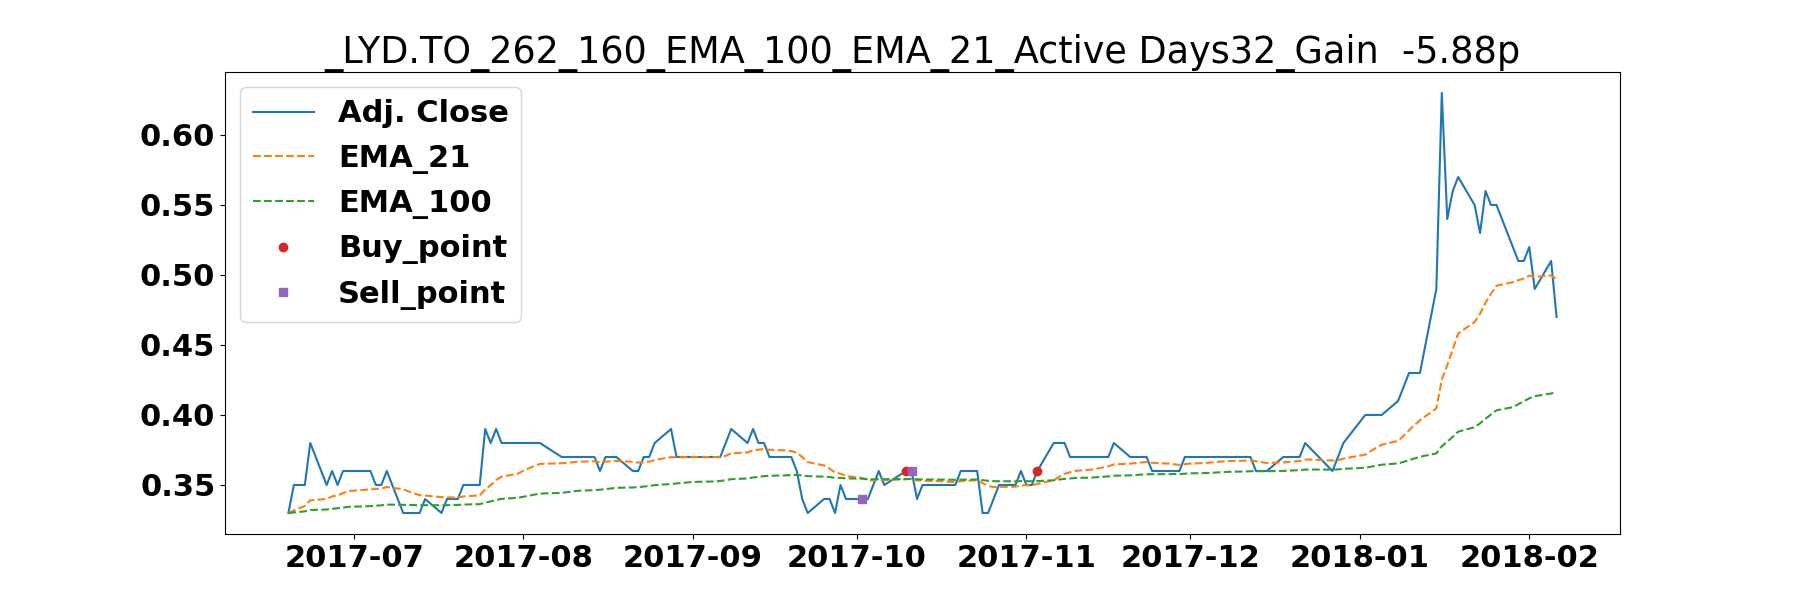 _LYD.TO_262_160_EMA_100_EMA_21_Active Days32_Gain  -5.88p
Adj. Close
EMA_21
EMA_100
Buy_point
Sell_point
0.60
0.55
0.50
0.45
0.40
0.35
2017-07 2017-08 2017-09 2017-10 2017-11 2017-12 2018-01 2018-02